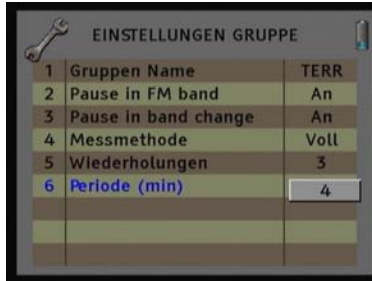 EINSTELLUNGEN GRUPPE
1 Gruppen Name TERR
2 Pause in FM band An
3 Pause in band change An
4 Messmethode Voll
5 Wiederholungen 3
6 Periode (min) 4